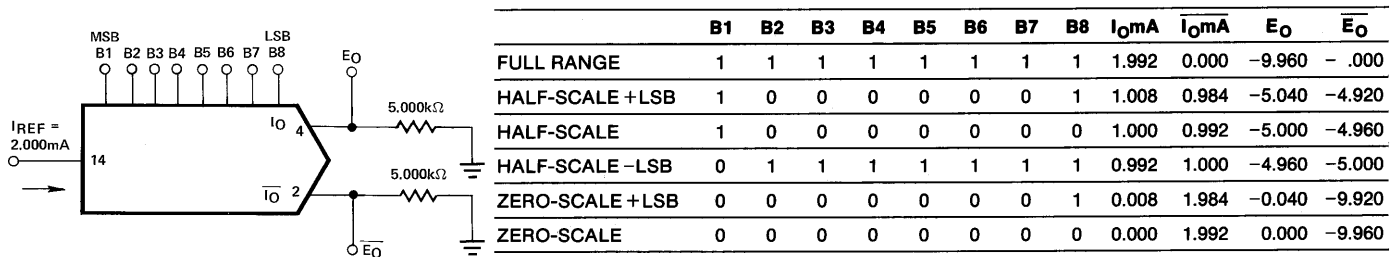 MSB LSB
B1 B2 B3 B4 B5 B6 B7 B8
EO
5.000kΩ
IO 4
IREF =
2.000mA
14
5.000kΩ
I̅O̅ 2
E̅O̅
B1 B2 B3 B4 B5 B6 B7 B8 IOmA I̅O̅m̅A̅ EO E̅O̅
FULL RANGE 1 1 1 1 1 1 1 1 1.992 0.000 −9.960 − .000
HALF-SCALE +LSB 1 0 0 0 0 0 0 1 1.008 0.984 −5.040 −4.920
HALF-SCALE 1 0 0 0 0 0 0 0 1.000 0.992 −5.000 −4.960
HALF-SCALE −LSB 0 1 1 1 1 1 1 1 0.992 1.000 −4.960 −5.000
ZERO-SCALE +LSB 0 0 0 0 0 0 0 1 0.008 1.984 −0.040 −9.920
ZERO-SCALE 0 0 0 0 0 0 0 0 0.000 1.992 0.000 −9.960